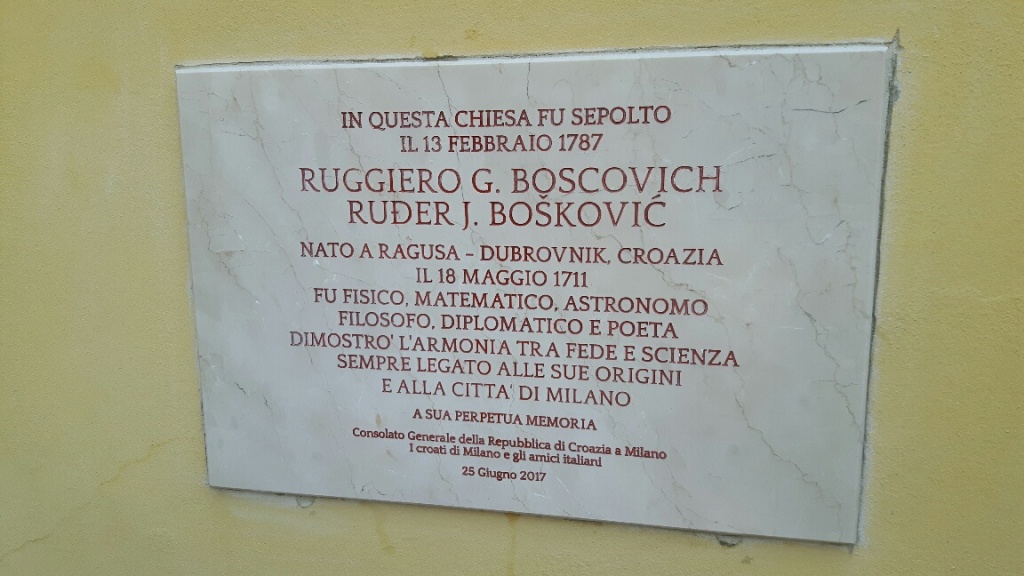 IN QUESTA CHIESA FU SEPOLTO
IL 13 FEBBRAIO 1787
RUGGIERO G. BOSCOVICH
RUĐER J. BOŠKOVIĆ
NATO A RAGUSA - DUBROVNIK, CROAZIA
IL 18 MAGGIO 1711
FU FISICO, MATEMATICO, ASTRONOMO
FILOSOFO, DIPLOMATICO E POETA
DIMOSTRO' L'ARMONIA TRA FEDE E SCIENZA
SEMPRE LEGATO ALLE SUE ORIGINI
E ALLA CITTA' DI MILANO
A SUA PERPETUA MEMORIA
Consolato Generale della Repubblica di Croazia a Milano
I croati di Milano e gli amici italiani
25 Giugno 2017